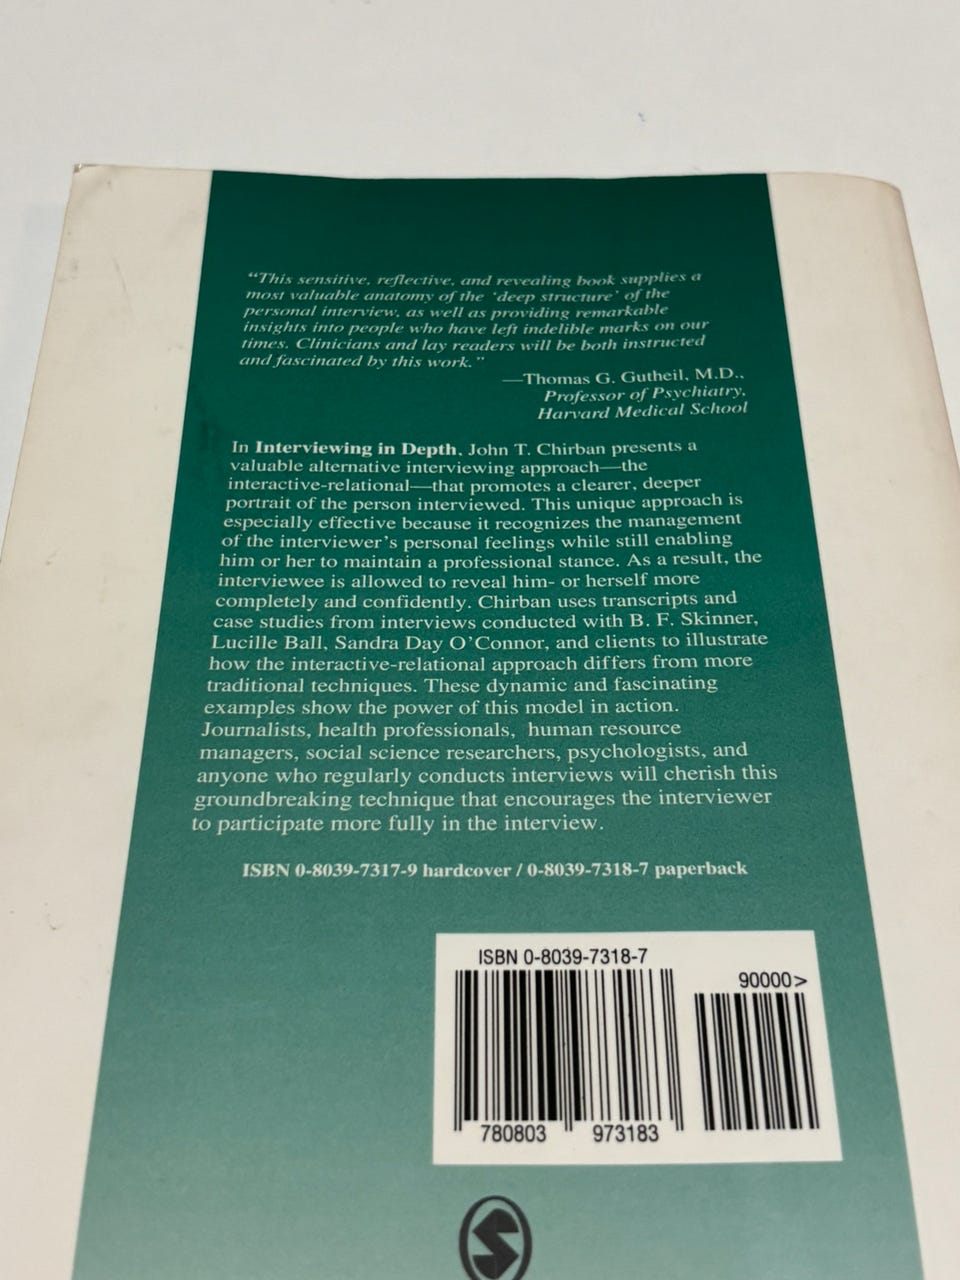 “This sensitive, reflective, and revealing book supplies a
most valuable anatomy of the ‘deep structure’ of the
personal interview, as well as providing remarkable
insights into people who have left indelible marks on our
times. Clinicians and lay readers will be both instructed
and fascinated by this work.”
—Thomas G. Gutheil, M.D.,
Professor of Psychiatry,
Harvard Medical School
In Interviewing in Depth, John T. Chirban presents a
valuable alternative interviewing approach—the
interactive-relational—that promotes a clearer, deeper
portrait of the person interviewed. This unique approach is
especially effective because it recognizes the management
of the interviewer’s personal feelings while still enabling
him or her to maintain a professional stance. As a result, the
interviewee is allowed to reveal him- or herself more
completely and confidently. Chirban uses transcripts and
case studies from interviews conducted with B. F. Skinner,
Lucille Ball, Sandra Day O’Connor, and clients to illustrate
how the interactive-relational approach differs from more
traditional techniques. These dynamic and fascinating
examples show the power of this model in action.
Journalists, health professionals, human resource
managers, social science researchers, psychologists, and
anyone who regularly conducts interviews will cherish this
groundbreaking technique that encourages the interviewer
to participate more fully in the interview.
ISBN 0-8039-7317-9 hardcover / 0-8039-7318-7 paperback
ISBN 0-8039-7318-7
90000>
780803 973183